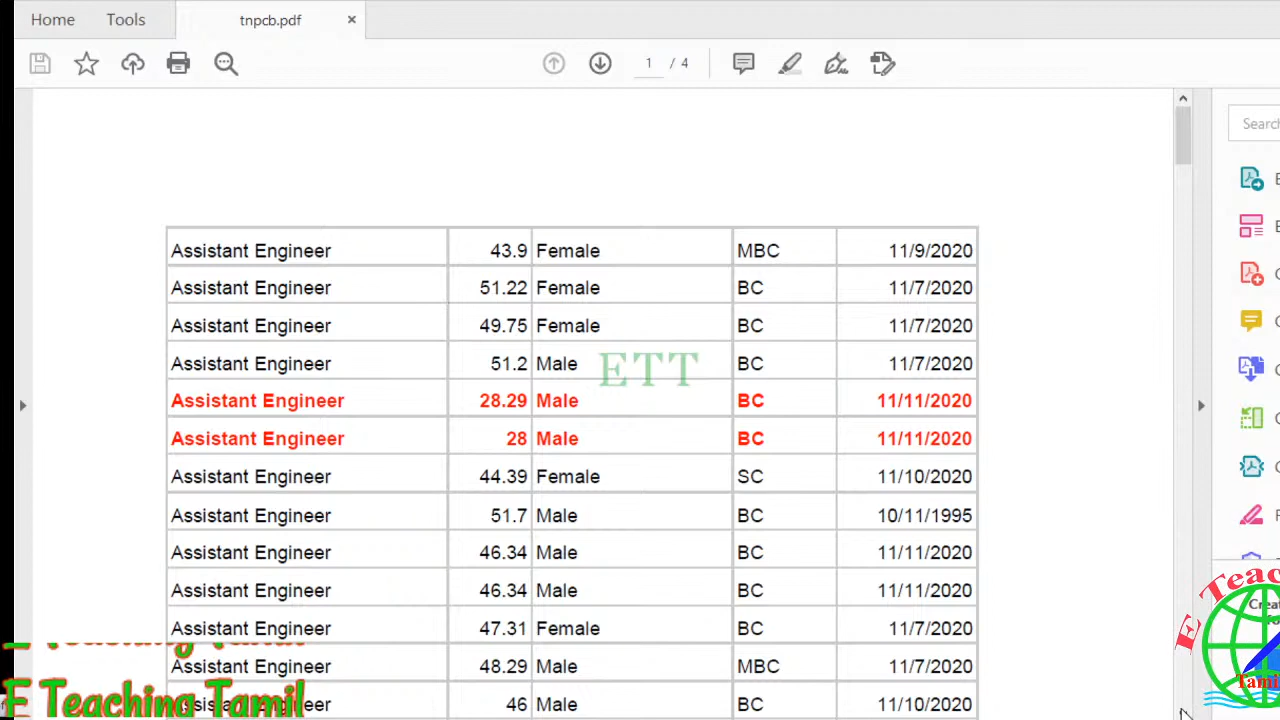 Home Tools tnpcb.pdf ×
1 / 4
Search
Assistant Engineer 43.9 Female MBC 11/9/2020
Assistant Engineer 51.22 Female BC 11/7/2020
Assistant Engineer 49.75 Female BC 11/7/2020
Assistant Engineer 51.2 Male BC 11/7/2020
ETT
Assistant Engineer 28.29 Male BC 11/11/2020
Assistant Engineer 28 Male BC 11/11/2020
Assistant Engineer 44.39 Female SC 11/10/2020
Assistant Engineer 51.7 Male BC 10/11/1995
Assistant Engineer 46.34 Male BC 11/11/2020
Assistant Engineer 46.34 Male BC 11/11/2020
Assistant Engineer 47.31 Female BC 11/7/2020
Assistant Engineer 48.29 Male MBC 11/7/2020
Assistant Engineer 46 Male BC 11/10/2020
E Teaching Tamil
E Teac
Tamil